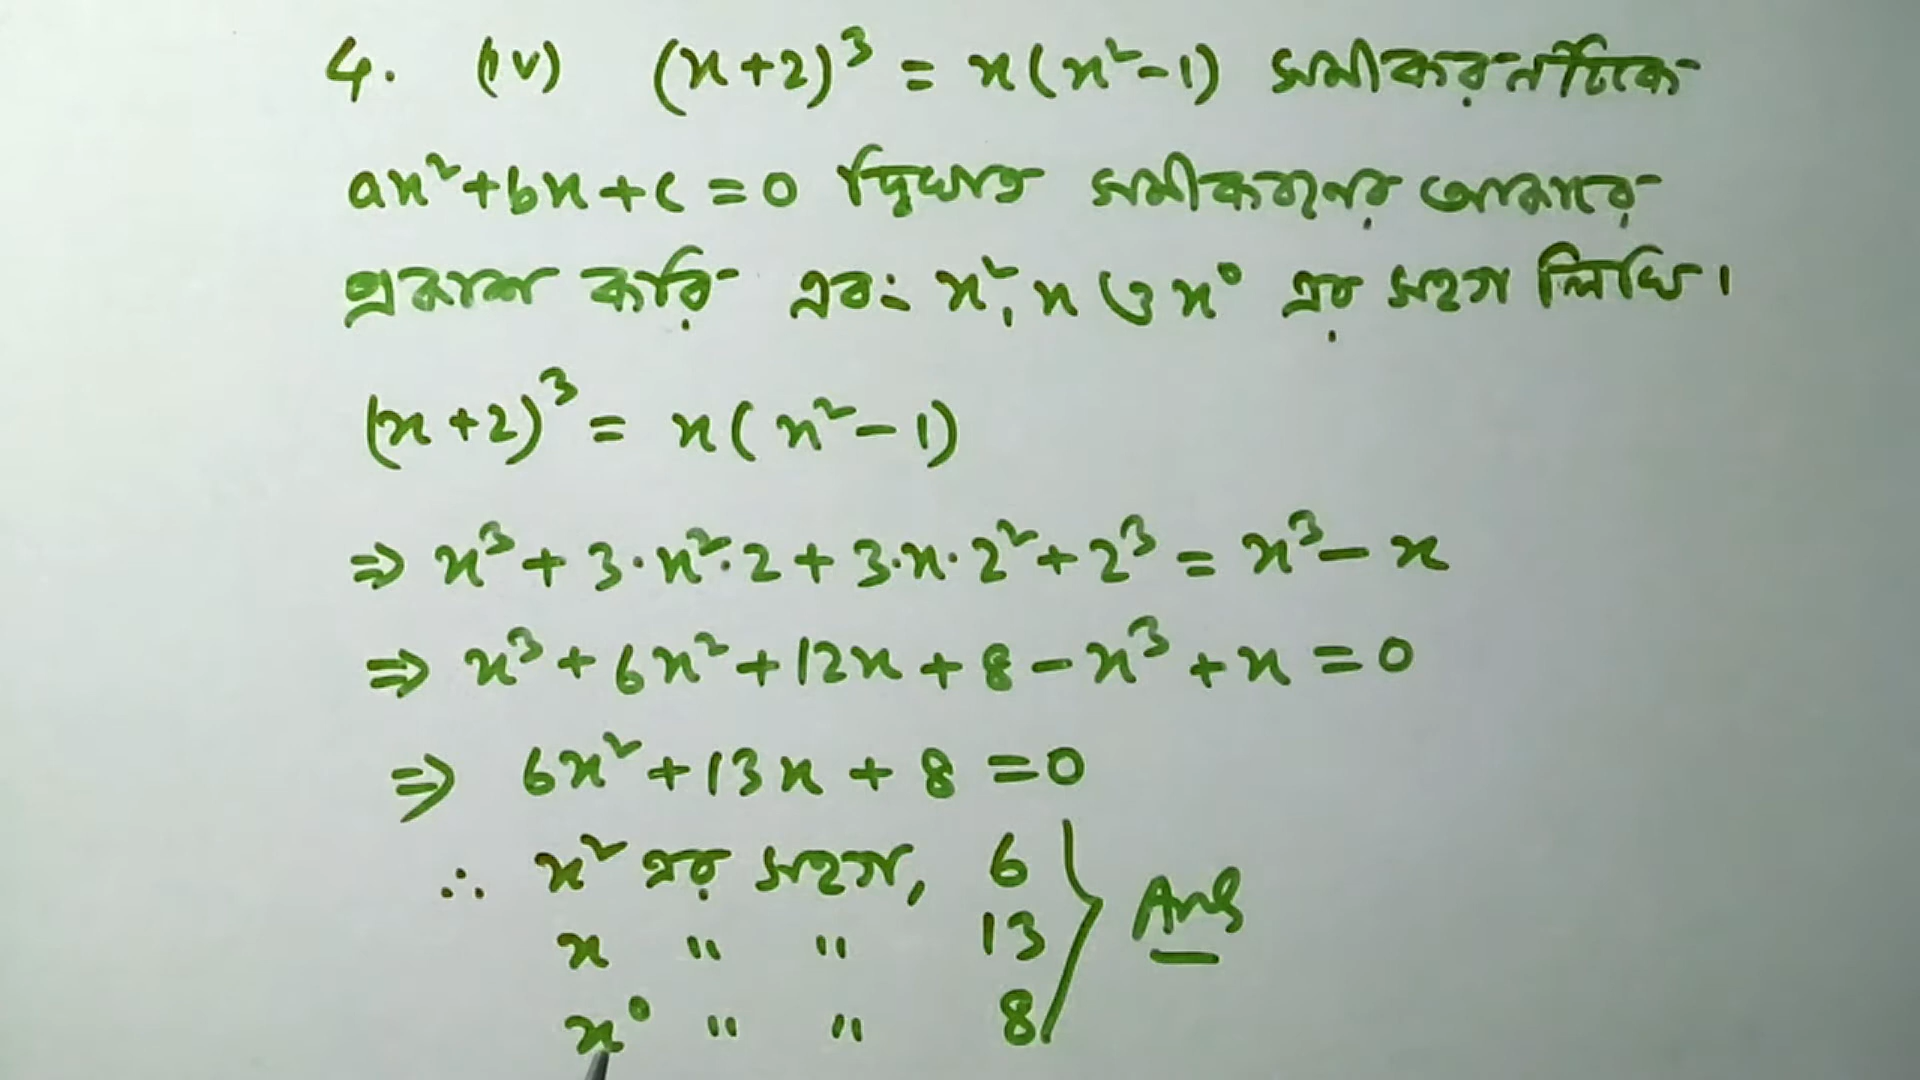 4. (iv) (x+2)³ = x(x²-1) সমীকরণটিকে
ax²+bx+c=0 দ্বিঘাত সমীকরণের আকারে
প্রকাশ করি এবং x², x ও x⁰ এর সহগ লিখি।
(x+2)³ = x(x²-1)
⇒ x³+3·x²·2+3·x·2²+2³ = x³-x
⇒ x³+6x²+12x+8-x³+x=0
⇒ 6x²+13x+8=0
∴ x² এর সহগ, 6
x " " 13 Ans
x⁰ " " 8